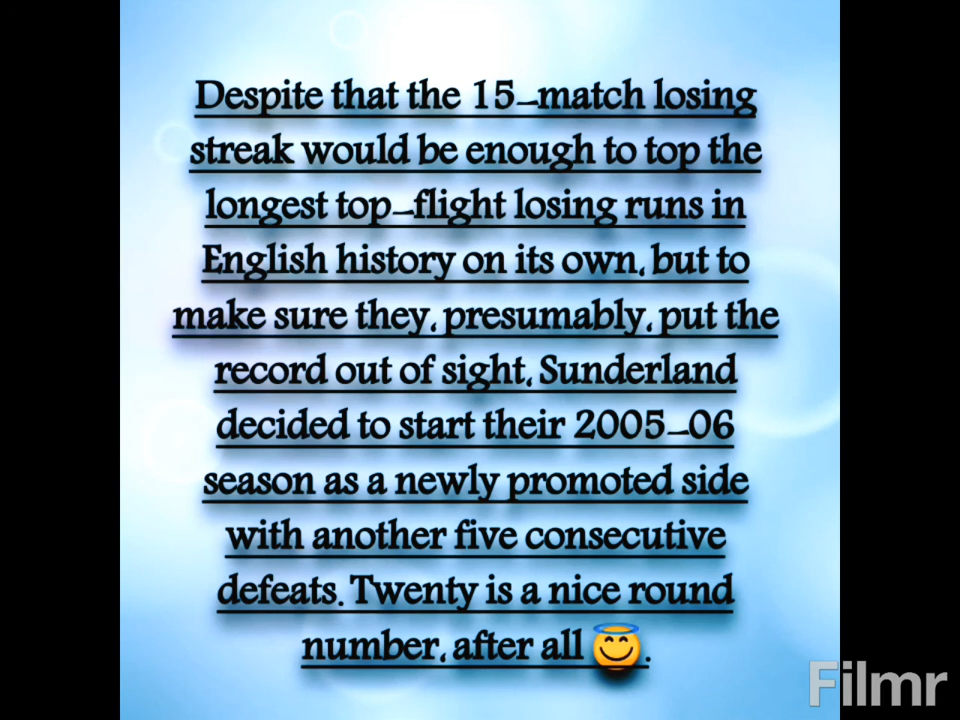 Despite that the 15-match losing
streak would be enough to top the
longest top-flight losing runs in
English history on its own, but to
make sure they, presumably, put the
record out of sight, Sunderland
decided to start their 2005-06
season as a newly promoted side
with another five consecutive
defeats. Twenty is a nice round
number, after all 😇.
Filmr